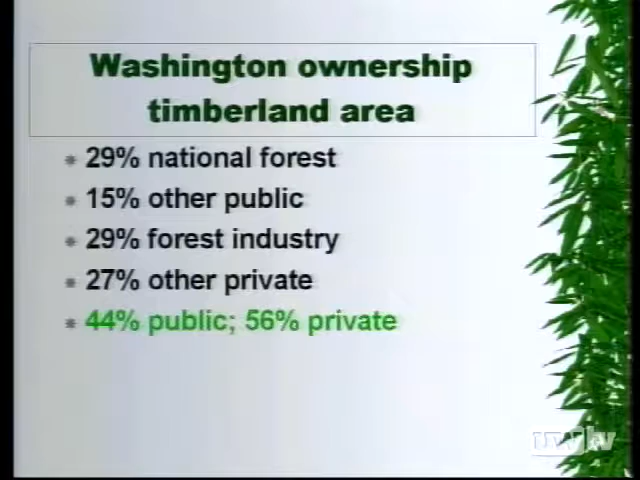 Washington ownership
timberland area
29% national forest
15% other public
29% forest industry
27% other private
44% public; 56% private
uwtv